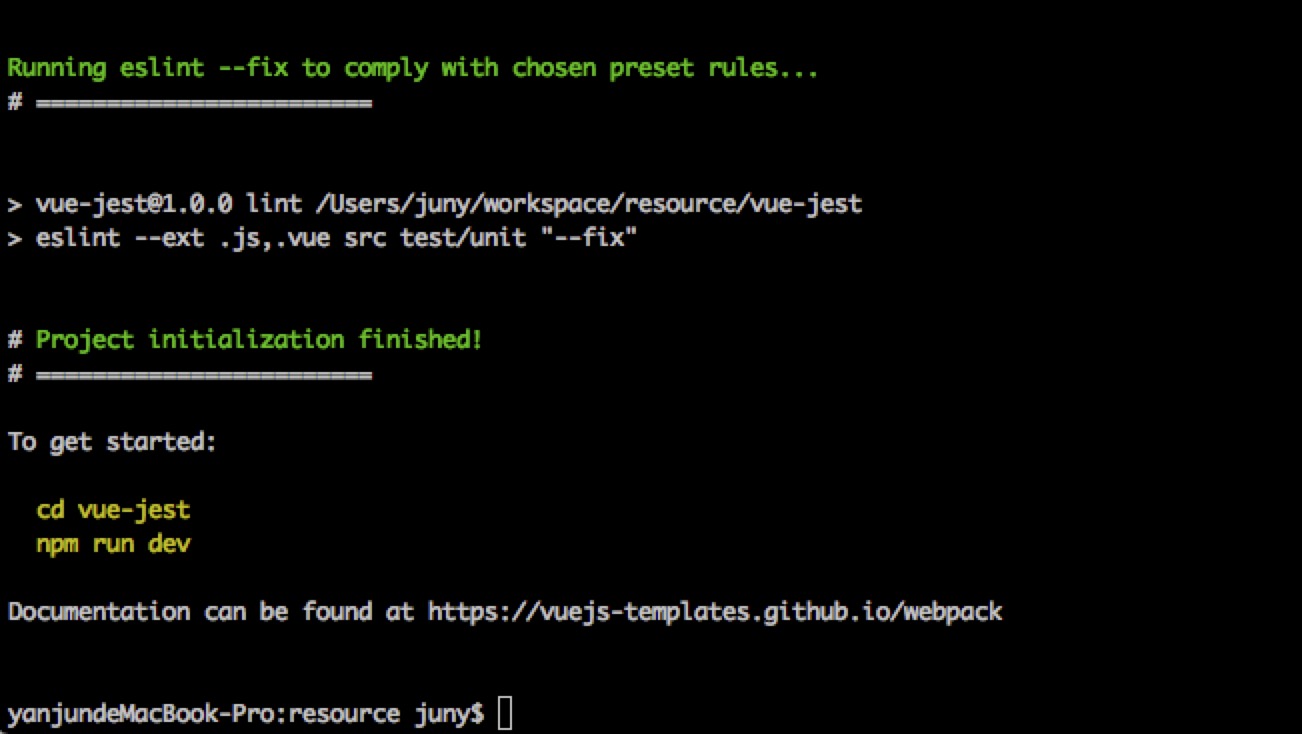 Running eslint --fix to comply with chosen preset rules...
# ========================
> vue-jest@1.0.0 lint /Users/juny/workspace/resource/vue-jest
> eslint --ext .js,.vue src test/unit "--fix"
# Project initialization finished!
# ========================
To get started:
cd vue-jest
npm run dev
Documentation can be found at https://vuejs-templates.github.io/webpack
yanjundeMacBook-Pro:resource juny$